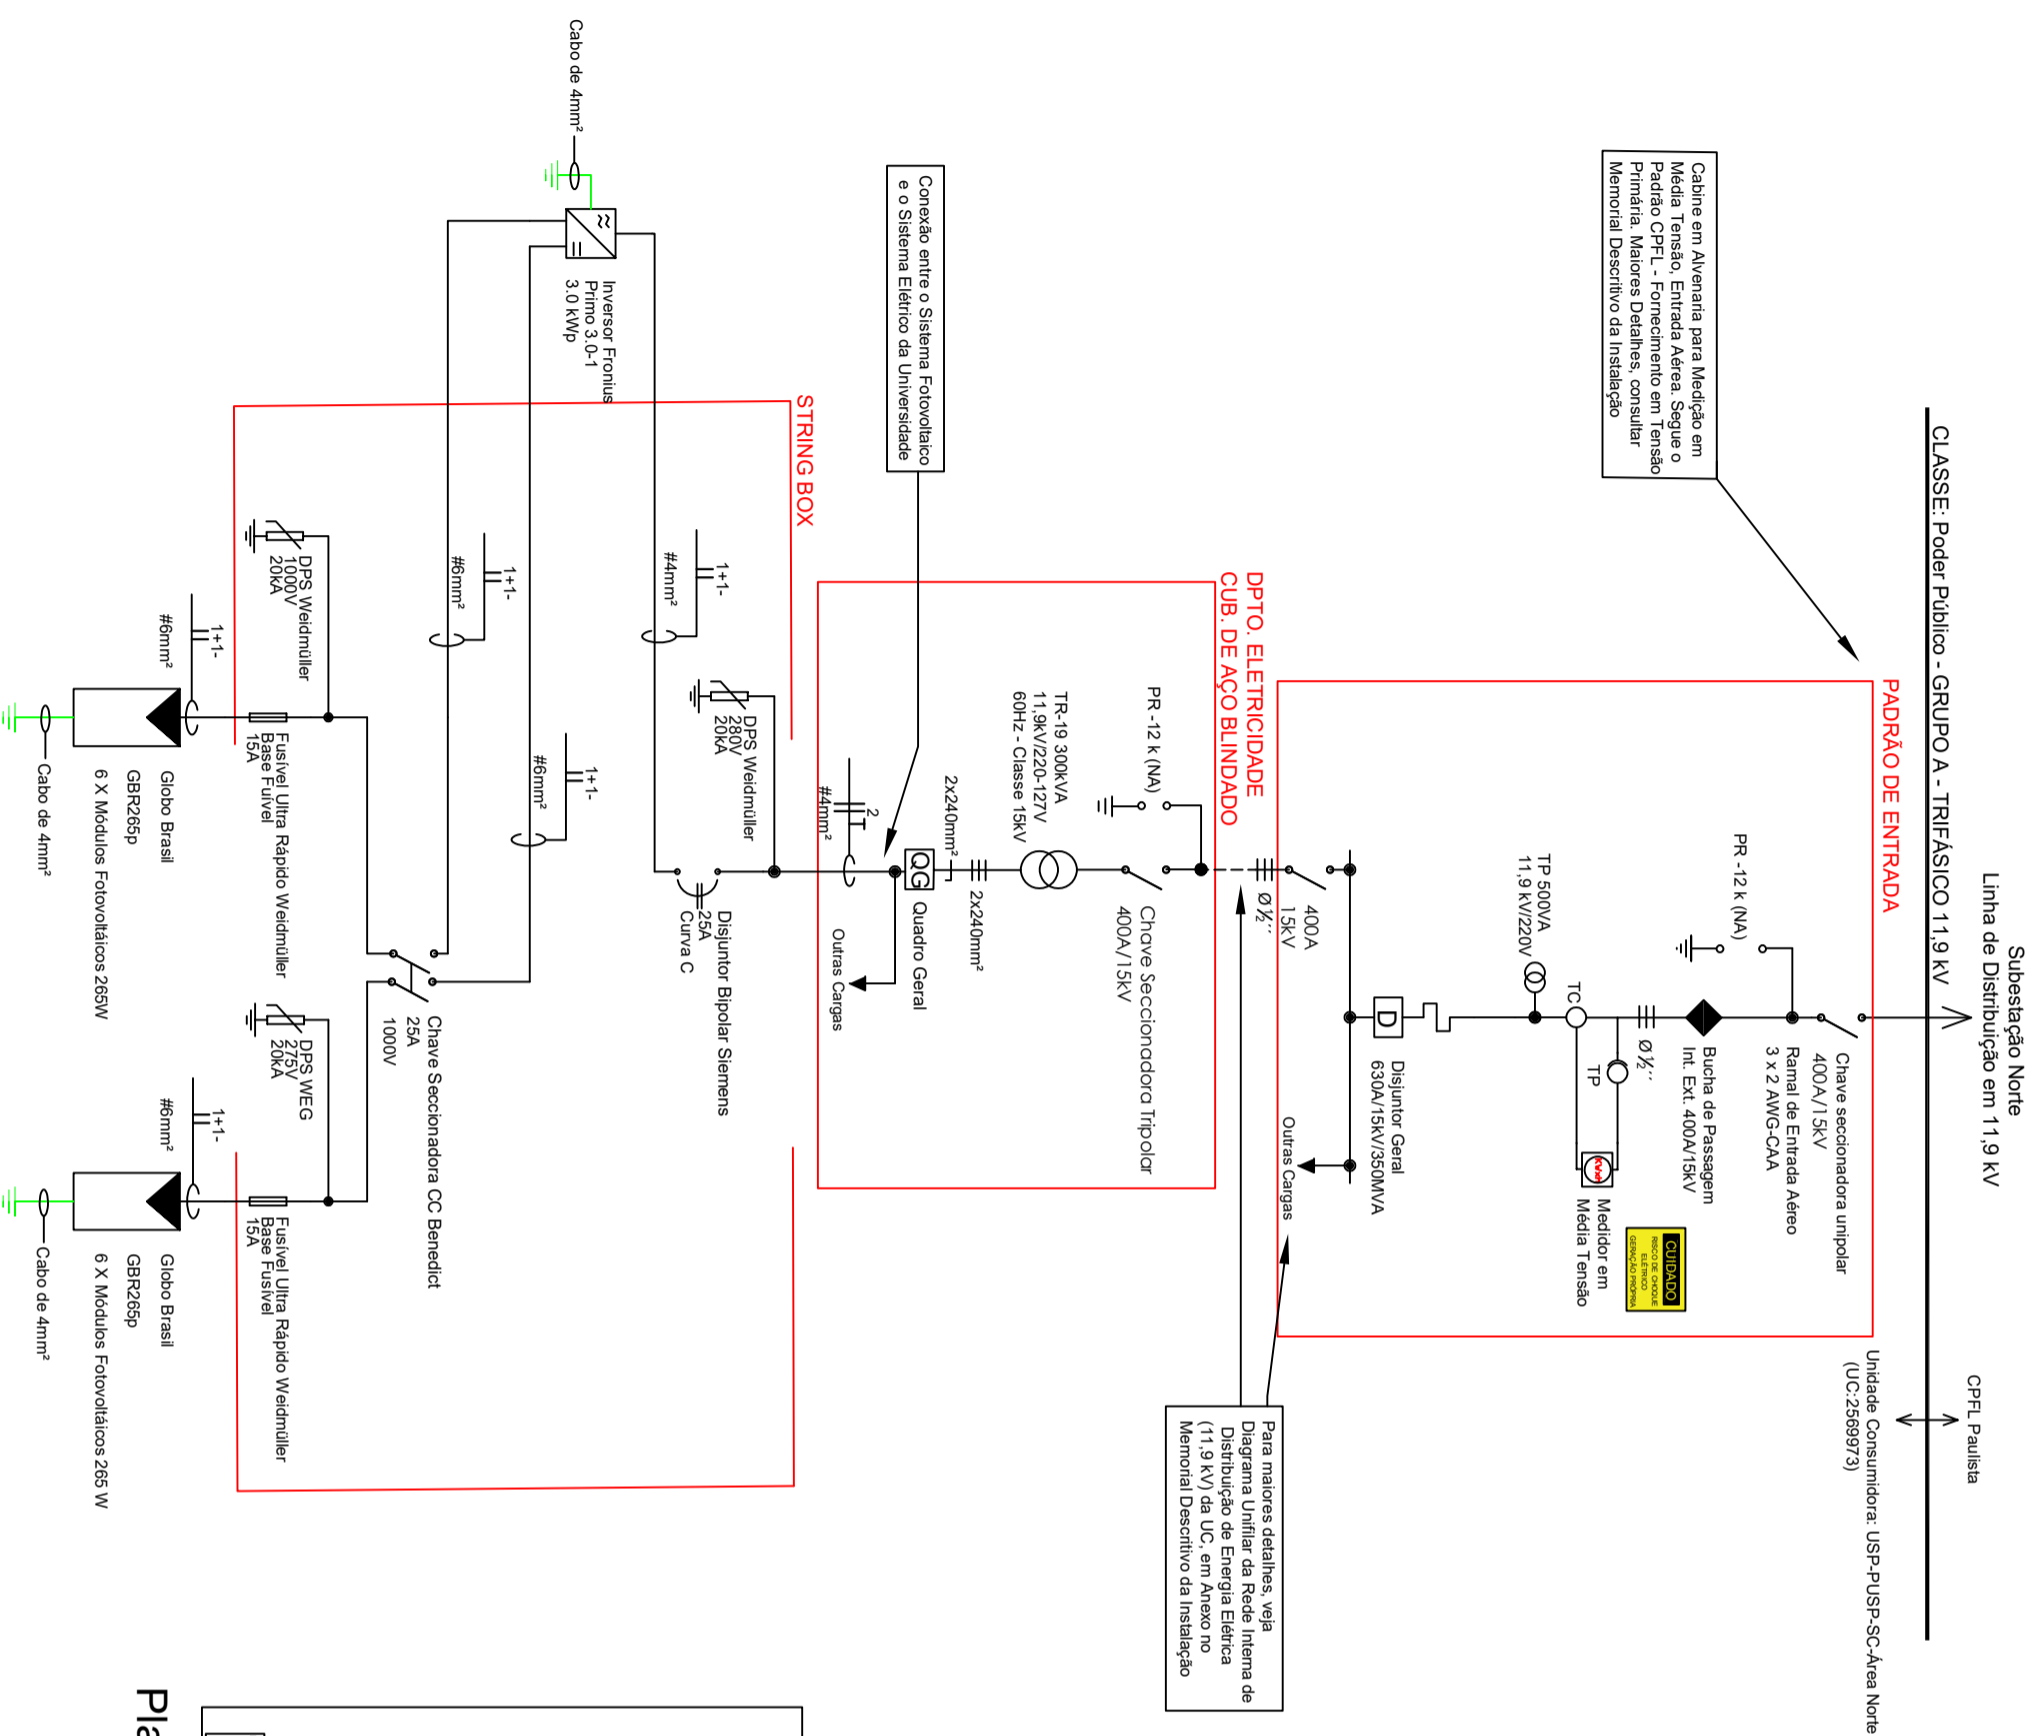 Subestação Norte
Linha de Distribuição em 11,9 kV
CPFL Paulista
CLASSE: Poder Público - GRUPO A - TRIFÁSICO 11,9 kV
Unidade Consumidora: USP-PUSP-SC-Área Norte
(UC:2569973)
PADRÃO DE ENTRADA
Cabine em Alvenaria para Medição em
Média Tensão, Entrada Aérea. Segue o
Padrão CPFL - Fornecimento em Tensão
Primária. Maiores Detalhes, consultar
Memorial Descritivo da Instalação
Chave seccionadora unipolar
400A/15kV
Ramal de Entrada Aéreo
3 x 2 AWG-CAA
PR -12 k (NA)
Bucha de Passagem
Int. Ext. 400A/15kV
Ø½´´
TP
TC
CUIDADO
RISCO DE CHOQUE
ELÉTRICO
GERAÇÃO PRÓPRIA
Medidor em
Média Tensão
TP 500VA
11,9 kV/220V
D
Disjuntor Geral
630A/15kV/350MVA
400A
15kV
Outras Cargas
Ø½´´
DPTO. ELETRICIDADE
CUB. DE AÇO BLINDADO
PR -12 k (NA)
Chave Seccionadora Tripolar
400A/15kV
TR-19 300kVA
11,9kV/220-127V
60Hz - Classe 15kV
2x240mm²
2x240mm²
QG
Quadro Geral
Outras Cargas
2
T
#4mm²
Para maiores detalhes, veja
Diagrama Unifilar da Rede Interna de
Distribuição de Energia Elétrica
(11,9 kV) da UC, em Anexo no
Memorial Descritivo da Instalação
Conexão entre o Sistema Fotovoltaico
e o Sistema Elétrico da Universidade
STRING BOX
DPS Weidmüller
280V
20kA
Disjuntor Bipolar Siemens
25A
Curva C
1+1-
#4mm²
Inversor Fronius
Primo 3.0-1
3.0 kWp
Cabo de 4mm²
1+1-
#6mm²
1+1-
#6mm²
Chave Seccionadora CC Benedict
25A
1000V
DPS Weidmüller
1000V
20kA
DPS WEG
275V
20kA
Fusível Ultra Rápido Weidmüller
Base Fuível
15A
Fusível Ultra Rápido Weidmüller
Base Fusível
15A
1+1-
#6mm²
1+1-
#6mm²
Globo Brasil
GBR265p
6 X Módulos Fotovoltáicos 265W
Globo Brasil
GBR265p
6 X Módulos Fotovoltáicos 265 W
Cabo de 4mm²
Cabo de 4mm²